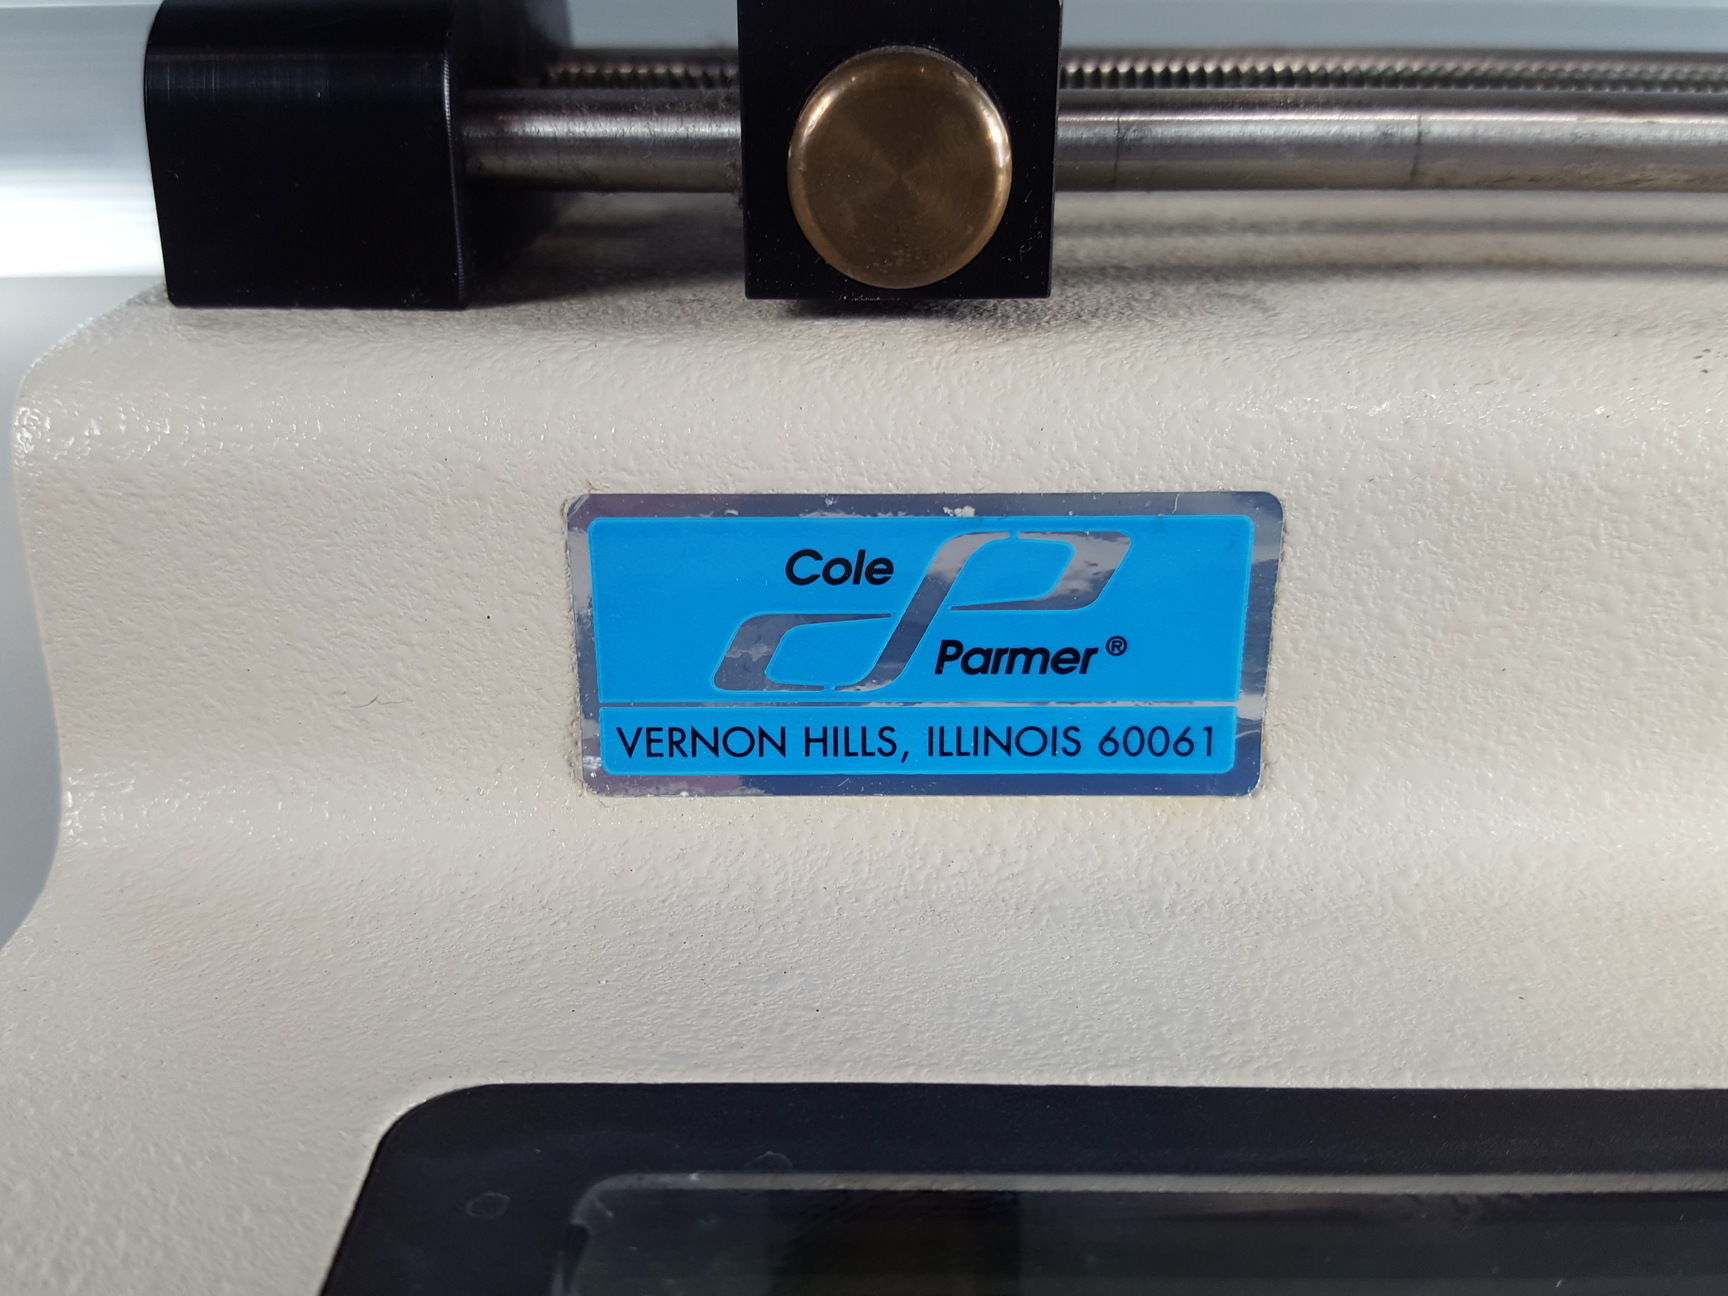 Cole
Parmer®
VERNON HILLS, ILLINOIS 60061